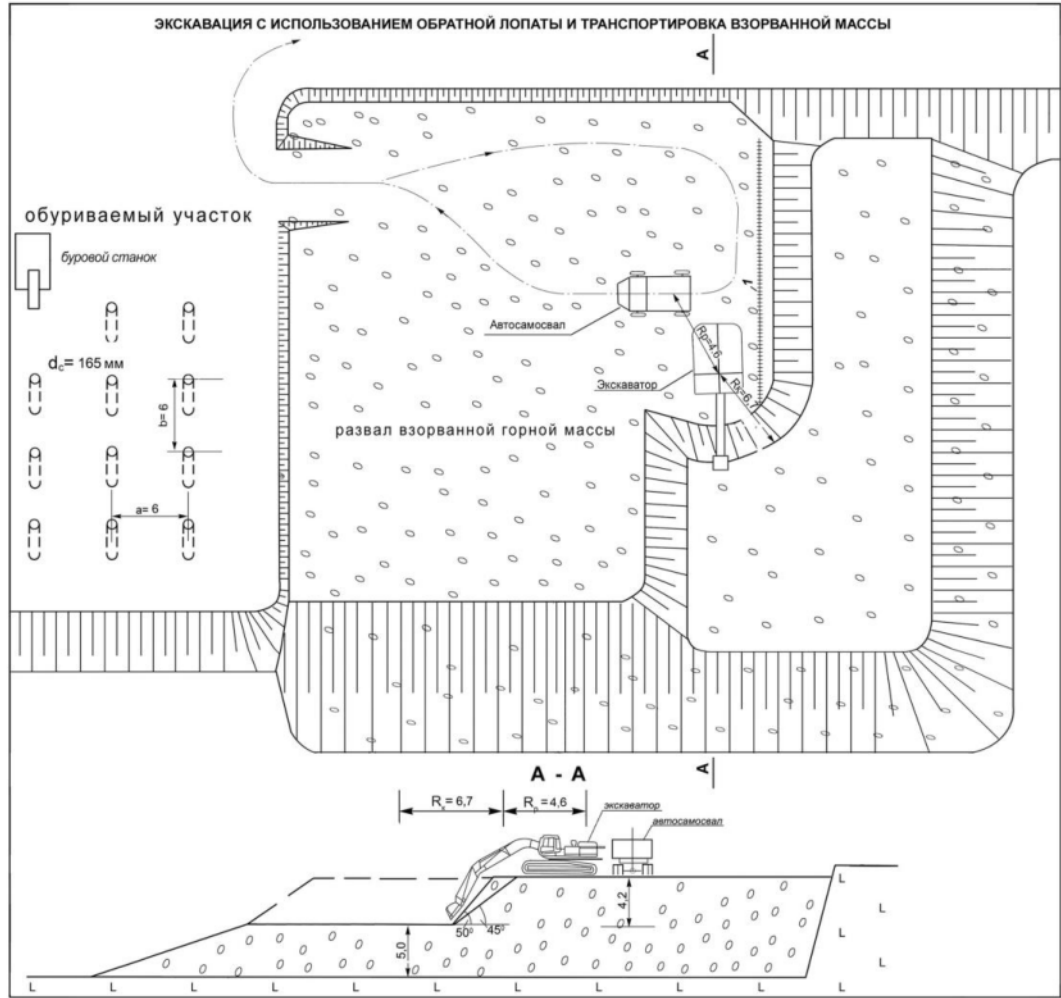 ЭКСКАВАЦИЯ С ИСПОЛЬЗОВАНИЕМ ОБРАТНОЙ ЛОПАТЫ И ТРАНСПОРТИРОВКА ВЗОРВАННОЙ МАССЫ
А
обуриваемый участок
буровой станок
Автосамосвал
Rр=4.6
dс= 165 мм
Экскаватор
Rк=6,7
b= 6
развал взорванной горной массы
a= 6
А - А
А
Rк= 6,7
Rр=4,6
экскаватор
автосамосвал
L
4,2
L
50⁰
45⁰
5,0
L
L
L L L L L L L L L L L